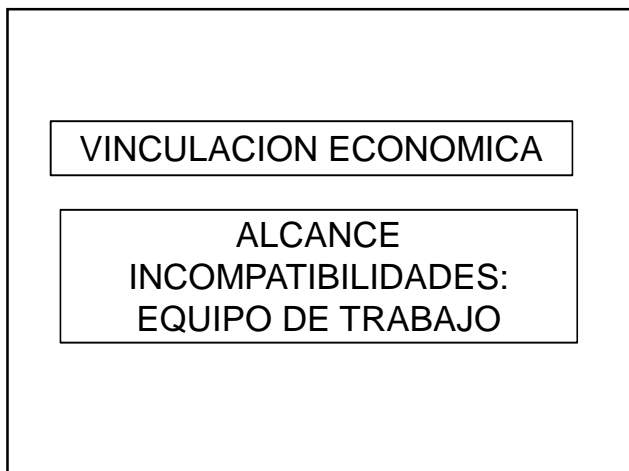 VINCULACION ECONOMICA
ALCANCE
INCOMPATIBILIDADES:
EQUIPO DE TRABAJO